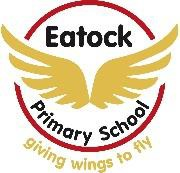 Eatock
Primary School
giving wings to fly